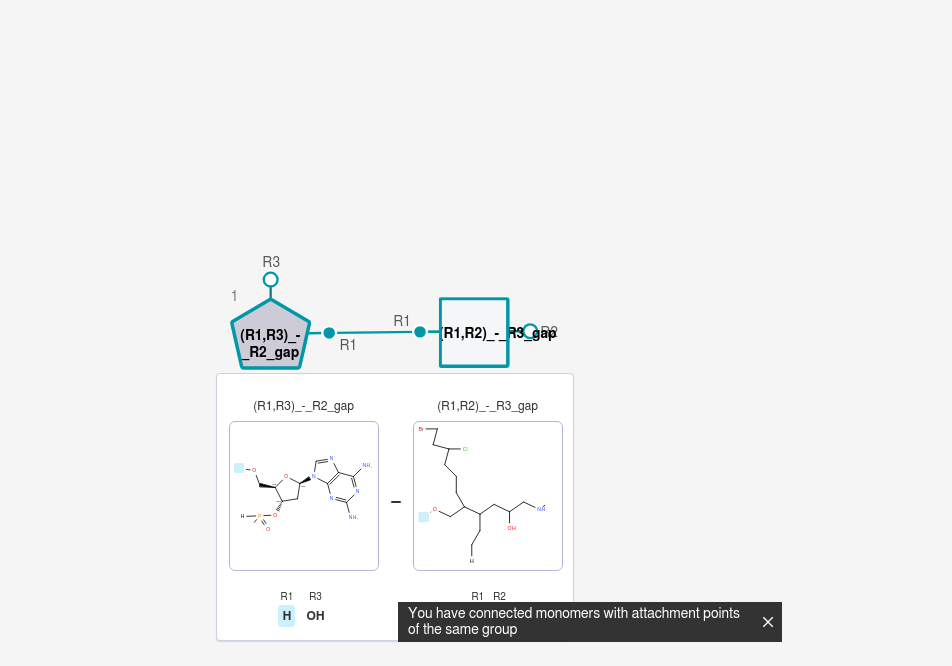 R3
1
R1
(R1,R3)_-
_R2_gap
(R1,R2)_-_R3_gap
R2
R1
(R1,R3)_-_R2_gap
(R1,R2)_-_R3_gap
Br
Cl
N
NH
O
O
N
N
N
N
NH
O
H
P
O
O
O
NH
OH
H
R1 R3
R1 R2
H OH
You have connected monomers with attachment points
of the same group